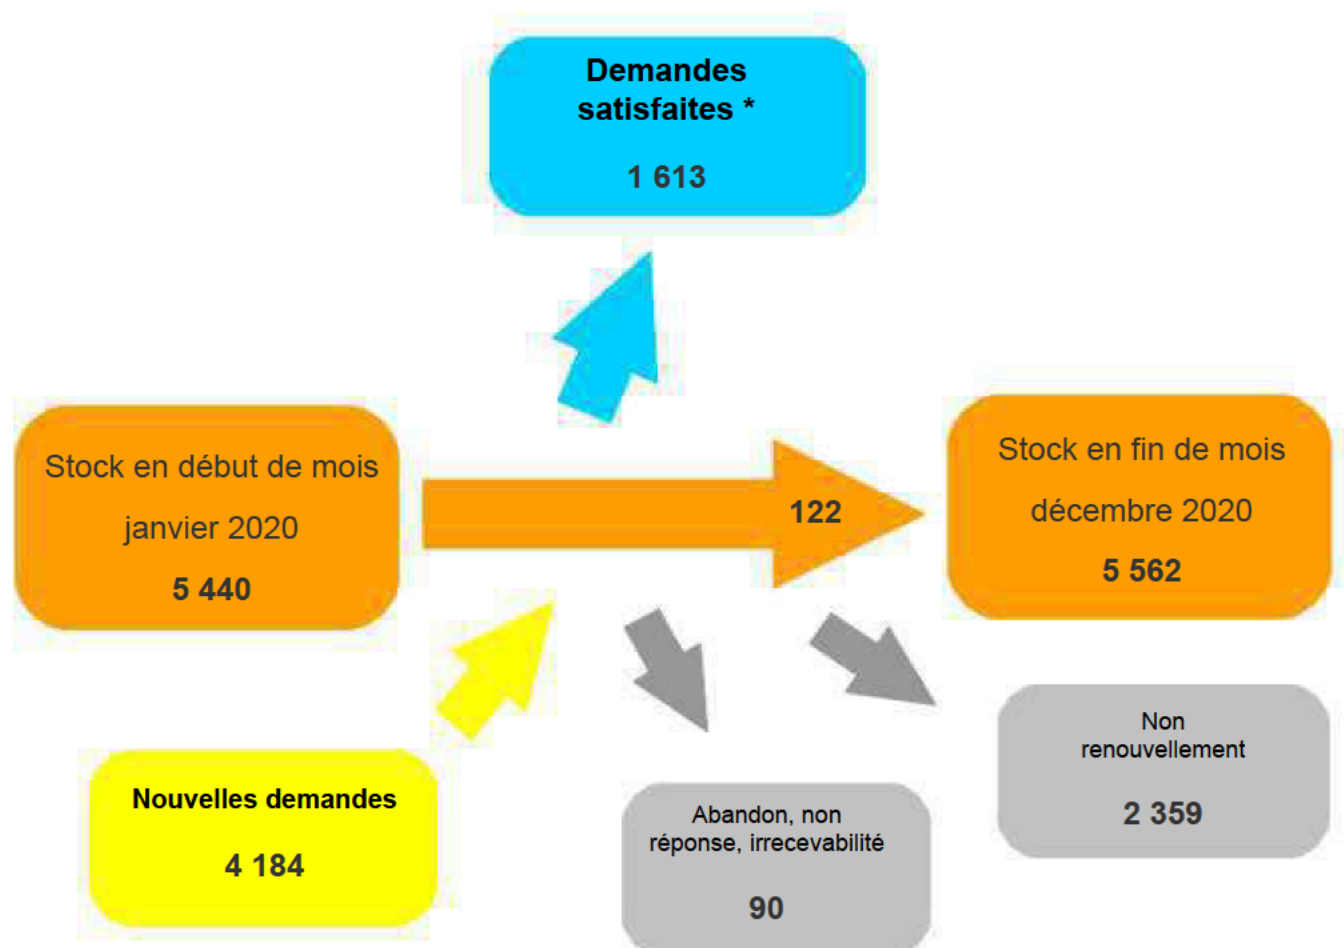 Demandes
satisfaites *
1 613
Stock en début de mois
janvier 2020
5 440
122
Stock en fin de mois
décembre 2020
5 562
Nouvelles demandes
4 184
Abandon, non
réponse, irrecevabilité
90
Non
renouvellement
2 359